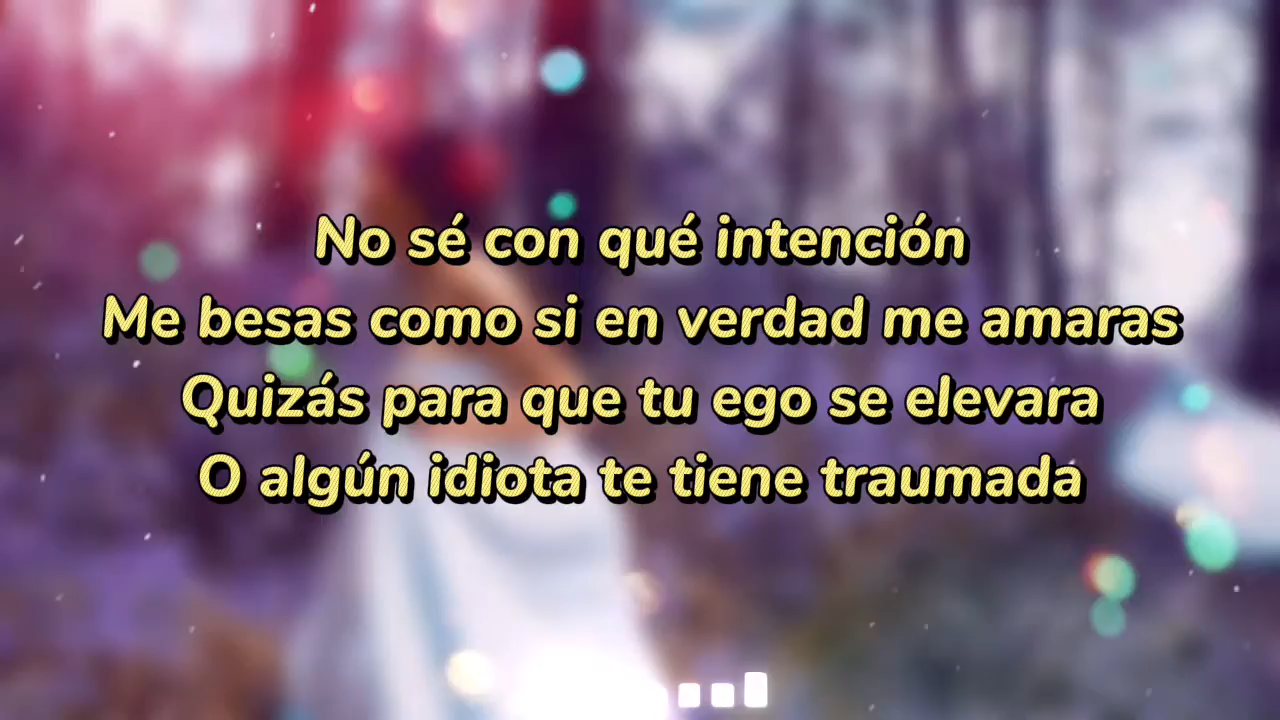 No sé con qué intención
Me besas como si en verdad me amaras
Quizás para que tu ego se elevara
O algún idiota te tiene traumada